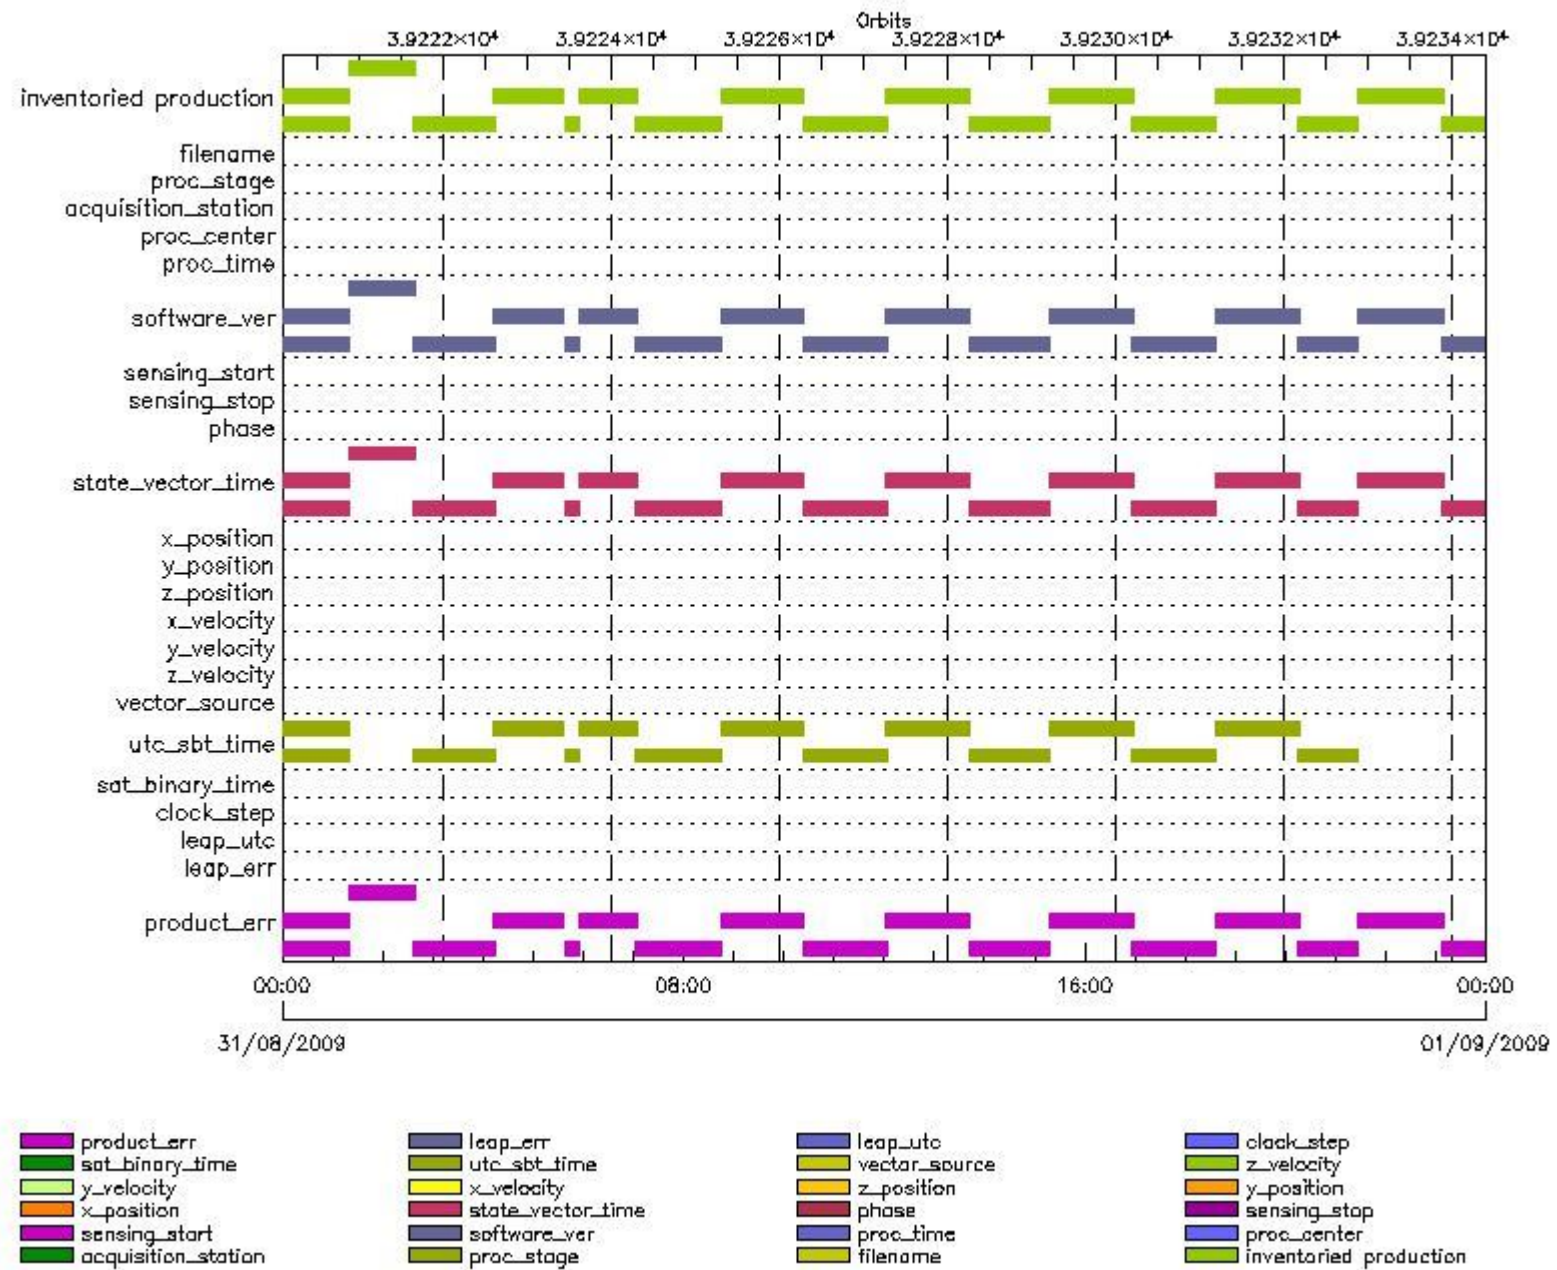 Orbits
3.9222×10⁴ 3.9224×10⁴ 3.9226×10⁴ 3.9228×10⁴ 3.9230×10⁴ 3.9232×10⁴ 3.9234×10⁴
inventoried production
filename
proc_stage
acquisition_station
proc_center
proc_time
software_ver
sensing_start
sensing_stop
phase
state_vector_time
x_position
y_position
z_position
x_velocity
y_velocity
z_velocity
vector_source
utc_sbt_time
sat_binary_time
clock_step
leap_utc
leap_err
product_err
00:00 08:00 16:00 00:00
31/08/2009 01/09/2009
product_err leap_err leap_utc clock_step
sat_binary_time utc_sbt_time vector_source z_velocity
y_velocity x_velocity z_position y_position
x_position state_vector_time phase sensing_stop
sensing_start software_ver proc_time proc_center
acquisition_station proc_stage filename inventoried production